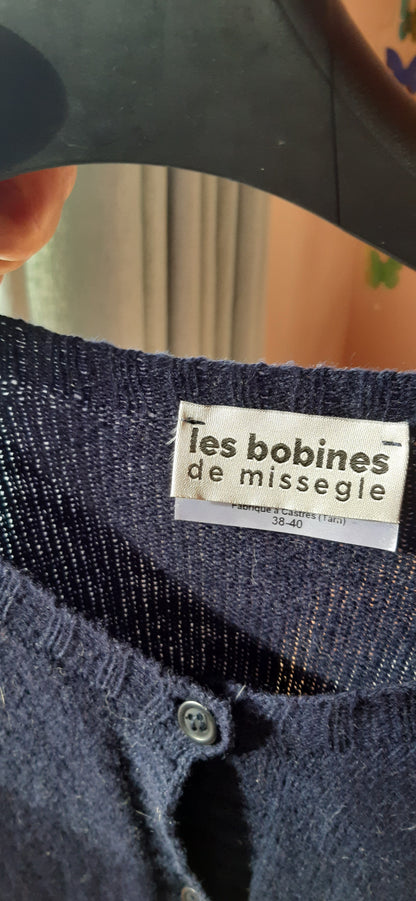 les bobines
de missegle
Fabriqué à Castres (Tarn)
38-40